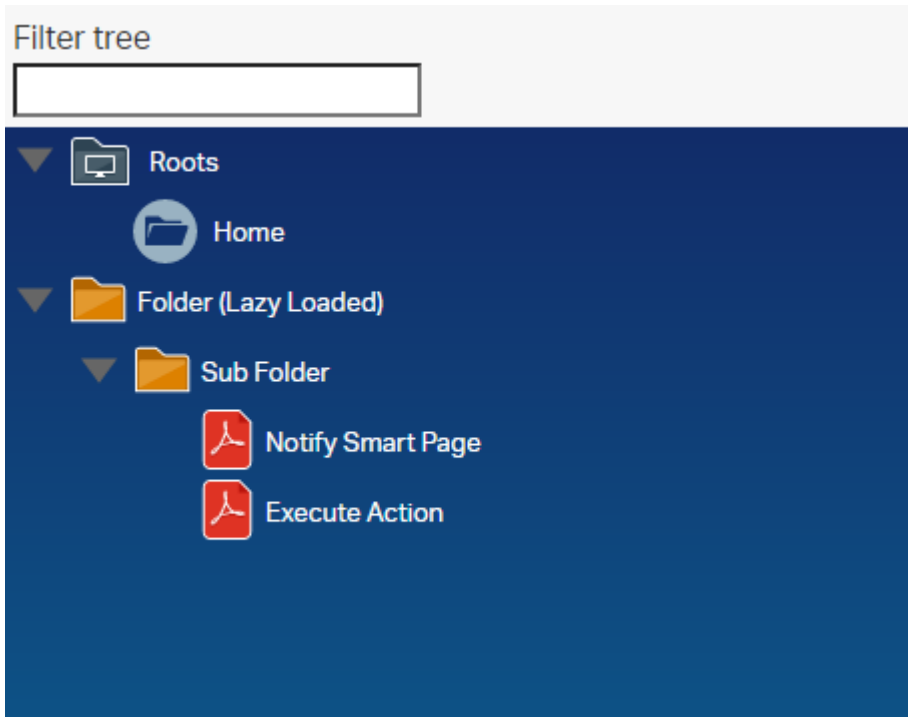 Filter tree
Roots
Home
Folder (Lazy Loaded)
Sub Folder
Notify Smart Page
Execute Action